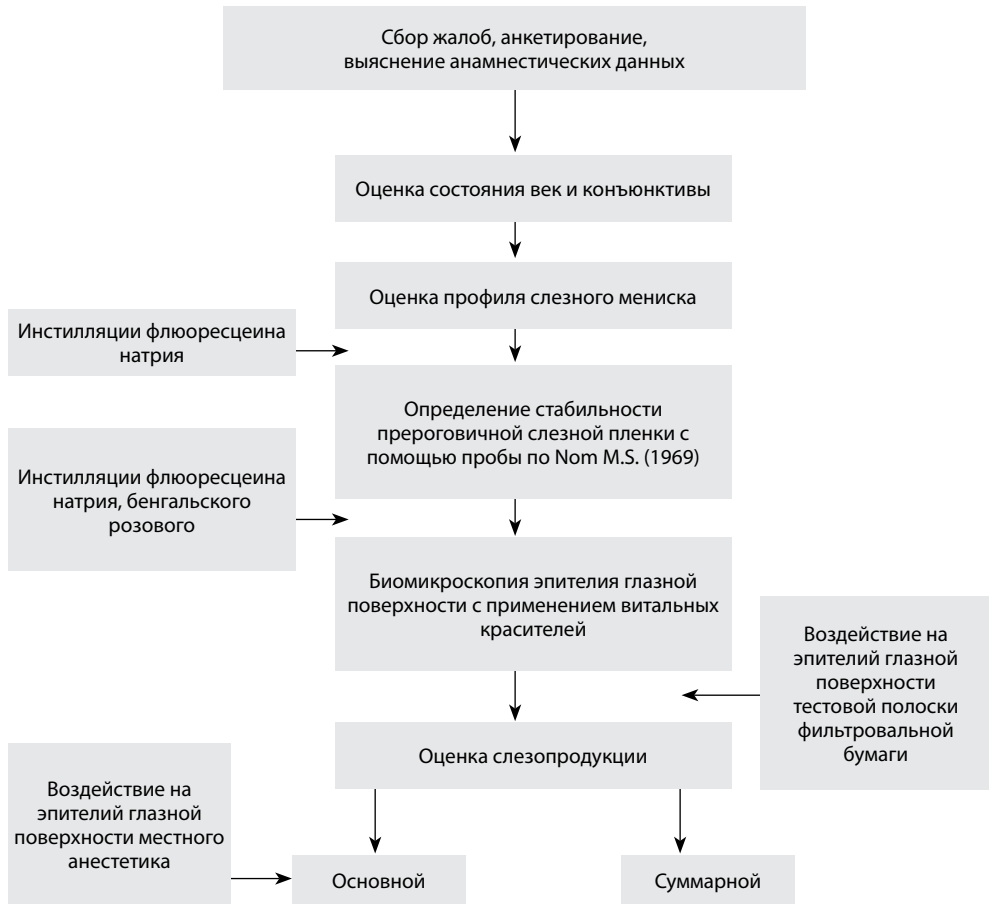 Сбор жалоб, анкетирование,
выяснение анамнестических данных
Оценка состояния век и конъюнктивы
Оценка профиля слезного мениска
Инстилляции флюоресцеина
натрия
Определение стабильности
прероговичной слезной пленки с
помощью пробы по Nom M.S. (1969)
Инстилляции флюоресцеина
натрия, бенгальского
розового
Биомикроскопия эпителия глазной
поверхности с применением витальных
красителей
Воздействие на
эпителий глазной
поверхности
тестовой полоски
фильтровальной
бумаги
Оценка слезопродукции
Воздействие на
эпителий глазной
поверхности местного
анестетика
Основной
Суммарной